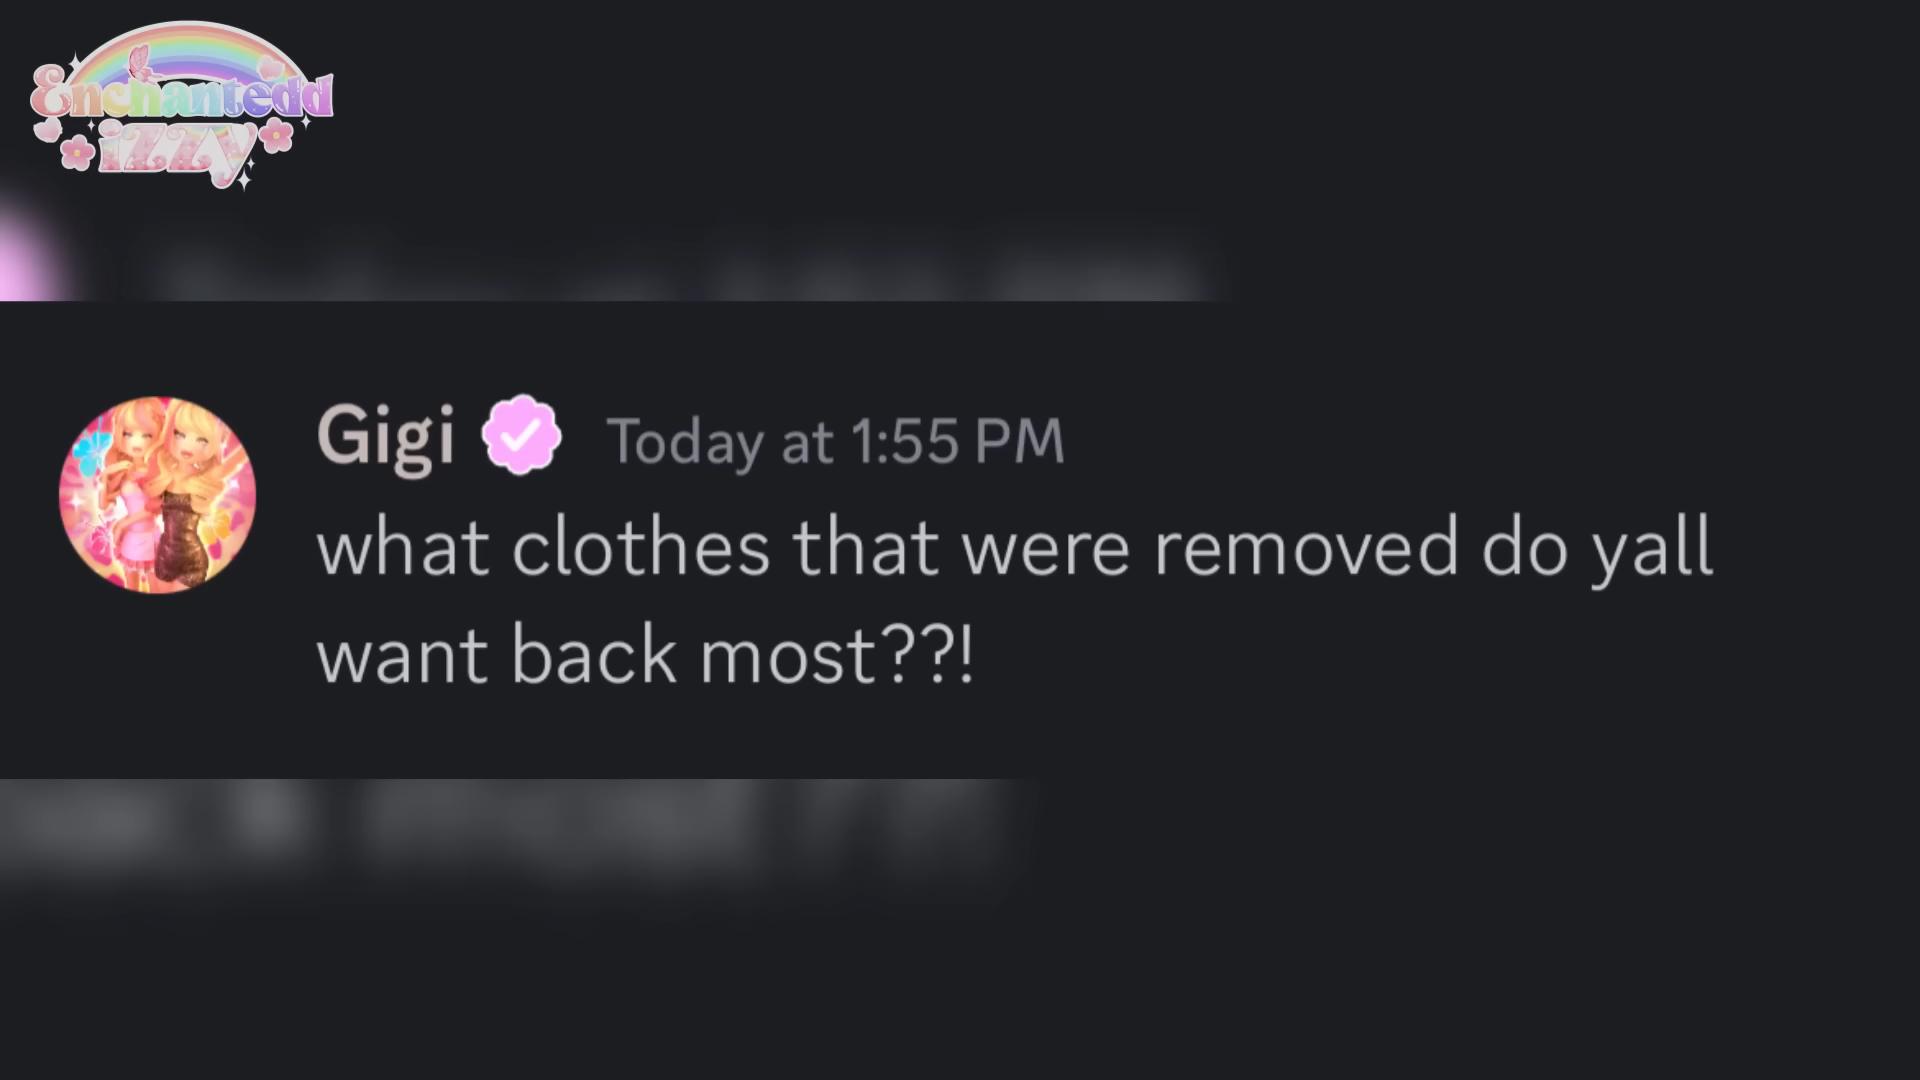 Enchantedd
izzy
Gigi Today at 1:55 PM
what clothes that were removed do yall
want back most??!